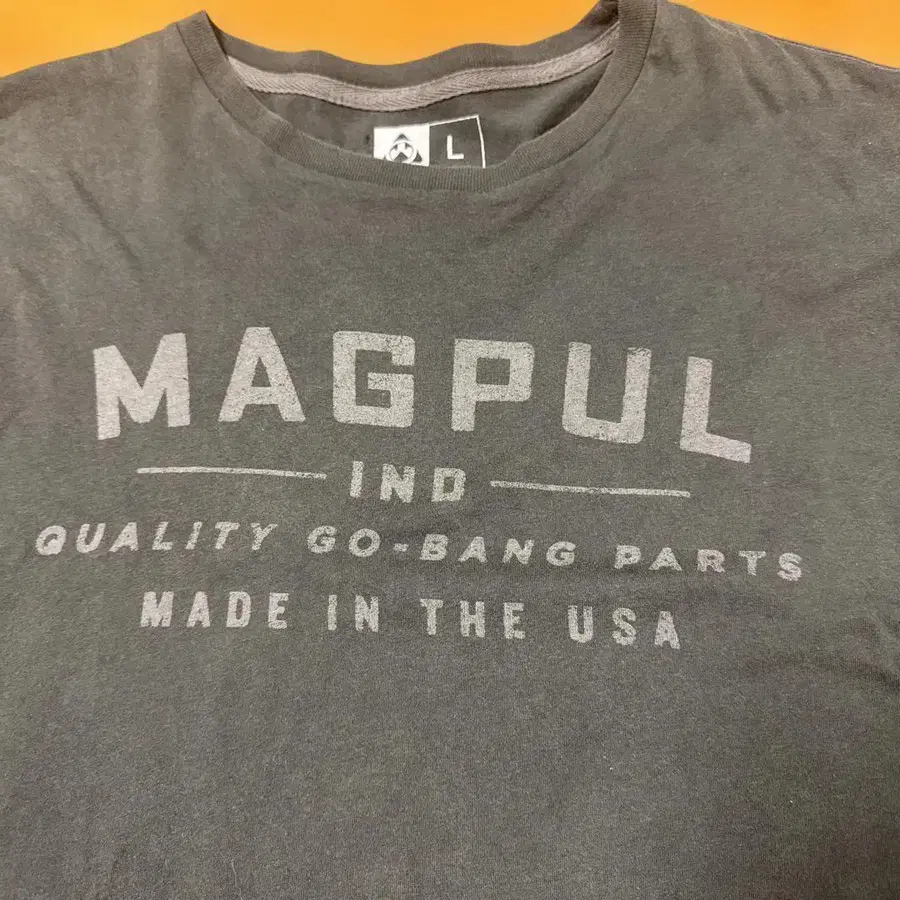 L
MAGPUL
IND
QUALITY GO-BANG PARTS
MADE IN THE USA